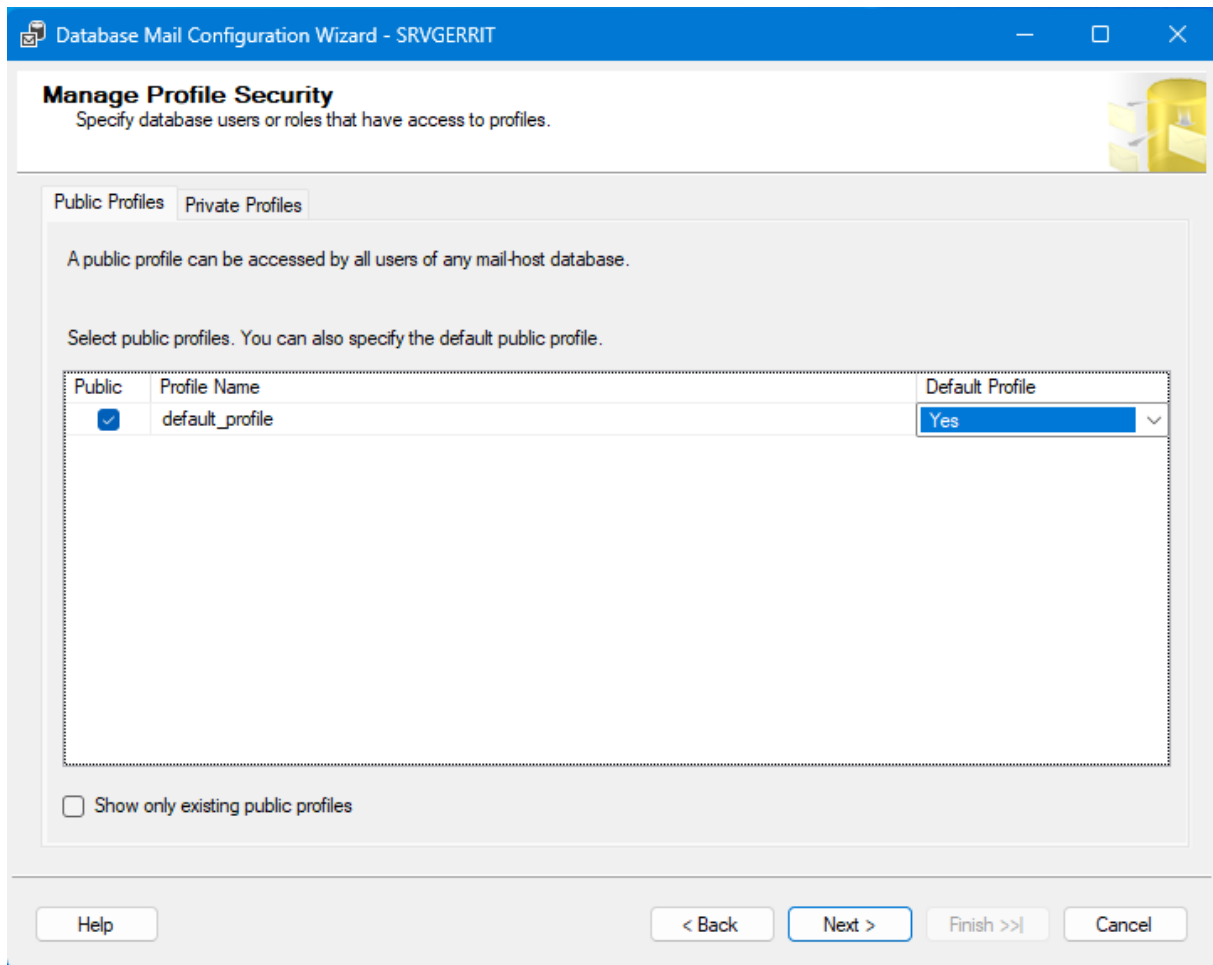 Database Mail Configuration Wizard - SRVGERRIT
Manage Profile Security
Specify database users or roles that have access to profiles.
Public Profiles Private Profiles
A public profile can be accessed by all users of any mail-host database.
Select public profiles. You can also specify the default public profile.
Public Profile Name Default Profile
default_profile Yes
Show only existing public profiles
Help < Back Next > Finish >>| Cancel